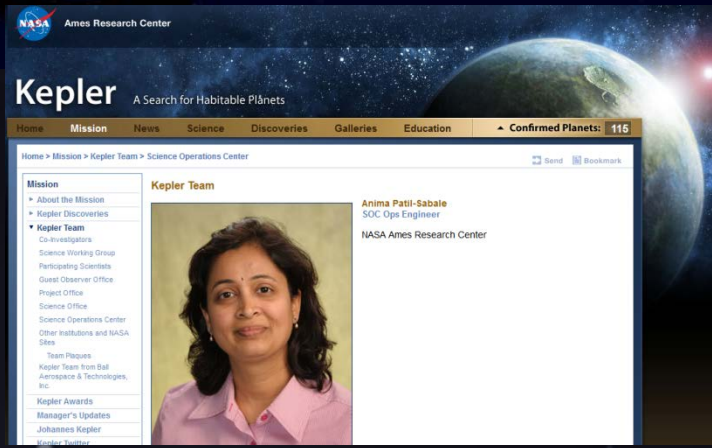 NASA
Ames Research Center
Kepler A Search for Habitable Planets
Home Mission News Science Discoveries Galleries Education Confirmed Planets: 115
Home > Mission > Kepler Team > Science Operations Center
Send Bookmark
Mission
About the Mission
Kepler Discoveries
Kepler Team
Co-Investigators
Science Working Group
Participating Scientists
Guest Observer Office
Project Office
Science Office
Science Operations Center
Other Institutions and NASA
Sites
Team Plaques
Kepler Team from Ball
Aerospace & Technologies,
Inc.
Kepler Awards
Manager's Updates
Johannes Kepler
Kepler Twitter
Kepler Team
Anima Patil-Sabale
SOC Ops Engineer
NASA Ames Research Center